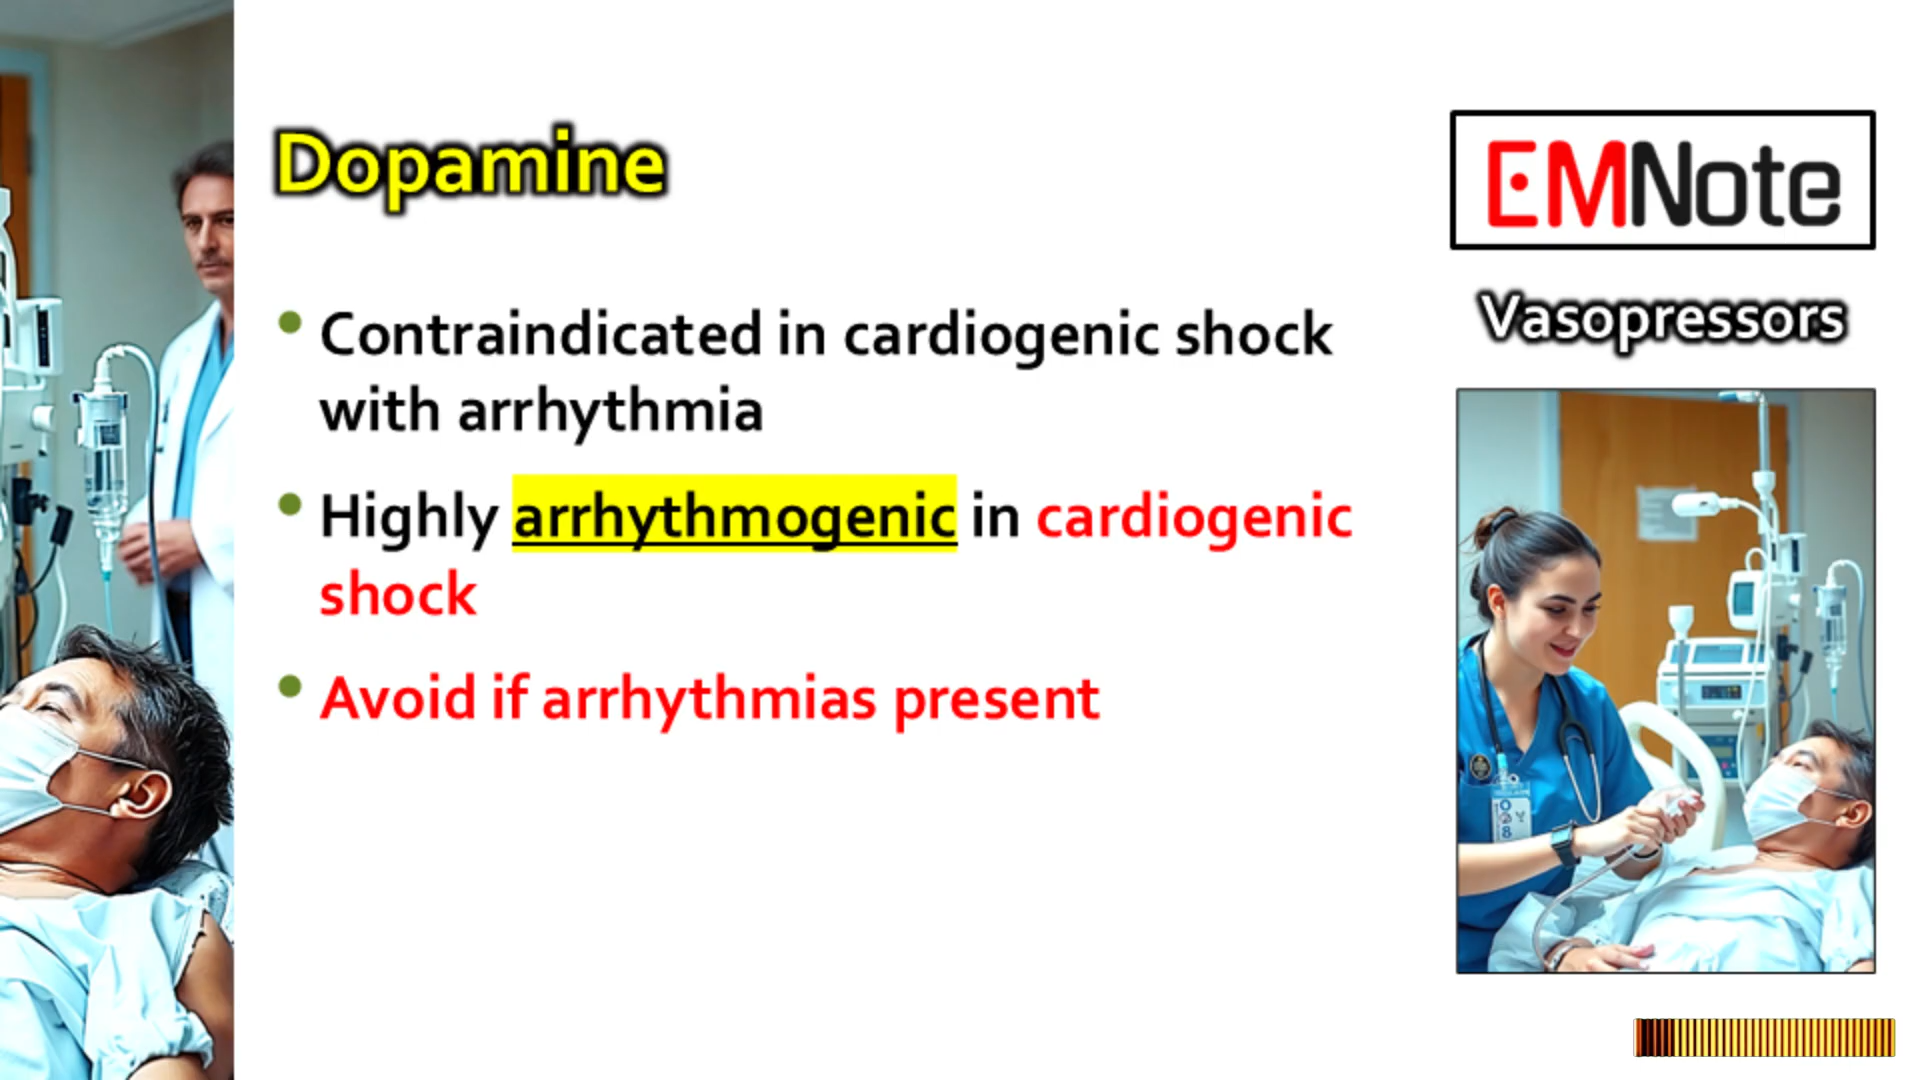 Dopamine
• Contraindicated in cardiogenic shock
with arrhythmia
• Highly arrhythmogenic in cardiogenic
shock
• Avoid if arrhythmias present
EMNote
Vasopressors